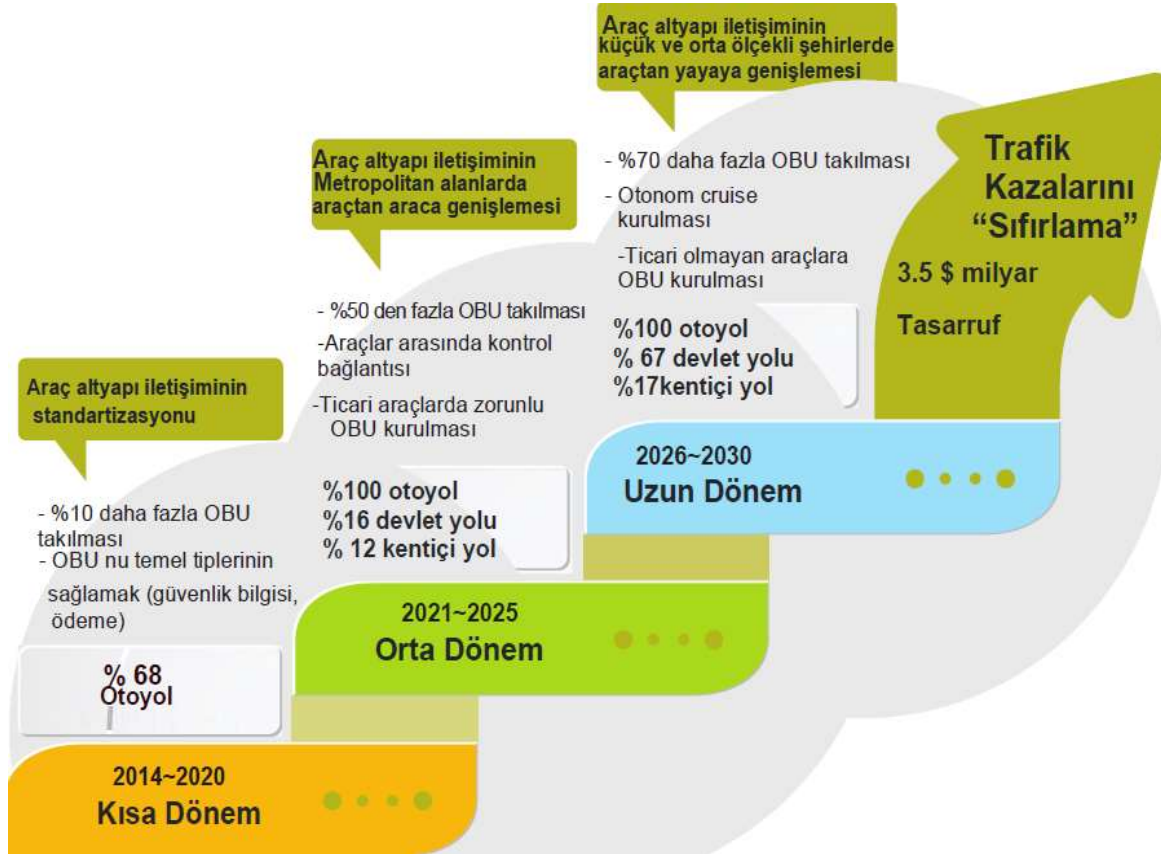 Araç altyapı iletişiminin
standartizasyonu
- %10 daha fazla OBU
takılması
- OBU nu temel tiplerinin
sağlamak (güvenlik bilgisi,
ödeme)
% 68
Otoyol
2014~2020
Kısa Dönem
Araç altyapı iletişiminin
Metropolitan alanlarda
araçtan araca genişlemesi
- %50 den fazla OBU takılması
-Araçlar arasında kontrol
bağlantısı
-Ticari araçlarda zorunlu
OBU kurulması
%100 otoyol
%16 devlet yolu
% 12 kentiçi yol
2021~2025
Orta Dönem
Araç altyapı iletişiminin
küçük ve orta ölçekli şehirlerde
araçtan yayaya genişlemesi
- %70 daha fazla OBU takılması
- Otonom cruise
kurulması
-Ticari olmayan araçlara
OBU kurulması
%100 otoyol
% 67 devlet yolu
%17kentiçi yol
2026~2030
Uzun Dönem
Trafik
Kazalarını
“Sıfırlama”
3.5 $ milyar
Tasarruf